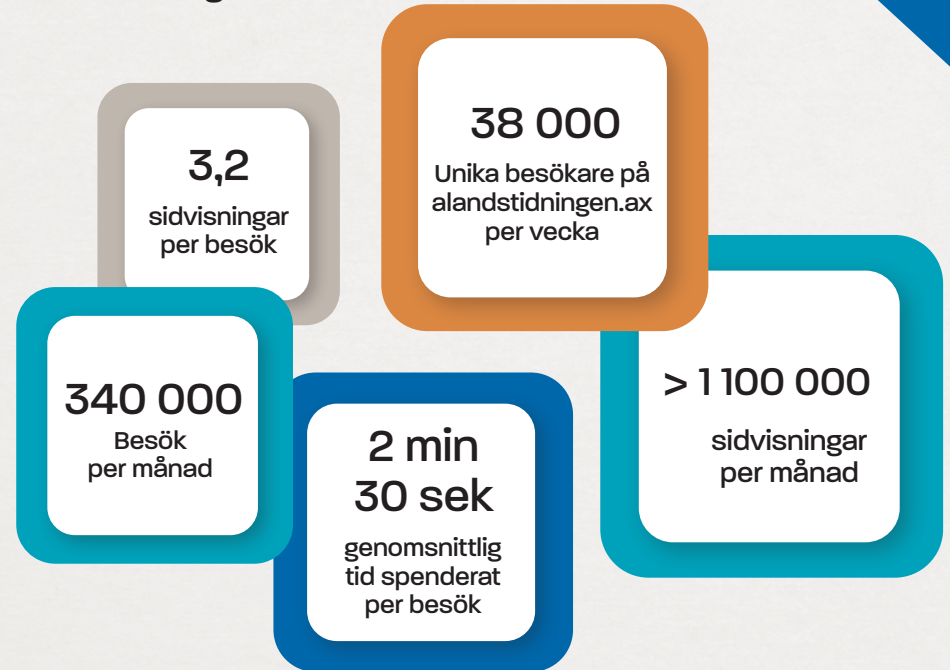 38 000
Unika besökare på
alandstidningen.ax
per vecka
3,2
sidvisningar
per besök
340 000
Besök
per månad
2 min
30 sek
genomsnittlig
tid spenderat
per besök
> 1 100 000
sidvisningar
per månad